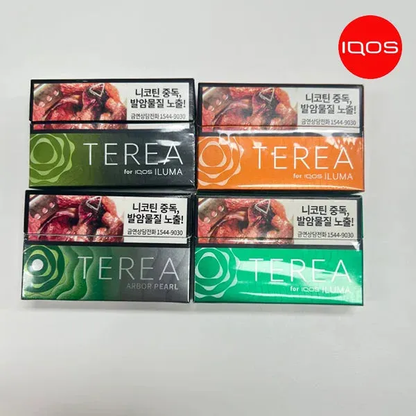 IQOS
니코틴 중독,
발암물질 노출!
금연상담전화 1544-9030
TEREA
for IQOS ILUMA
니코틴 중독,
발암물질 노출!
금연상담전화 1544-9030
TEREA
for IQOS ILUMA
니코틴 중독,
발암물질 노출!
금연상담전화 1544-9030
TEREA
ARBOR PEARL
니코틴 중독,
발암물질 노출!
금연상담전화 1544-9030
TEREA
for IQOS ILUMA